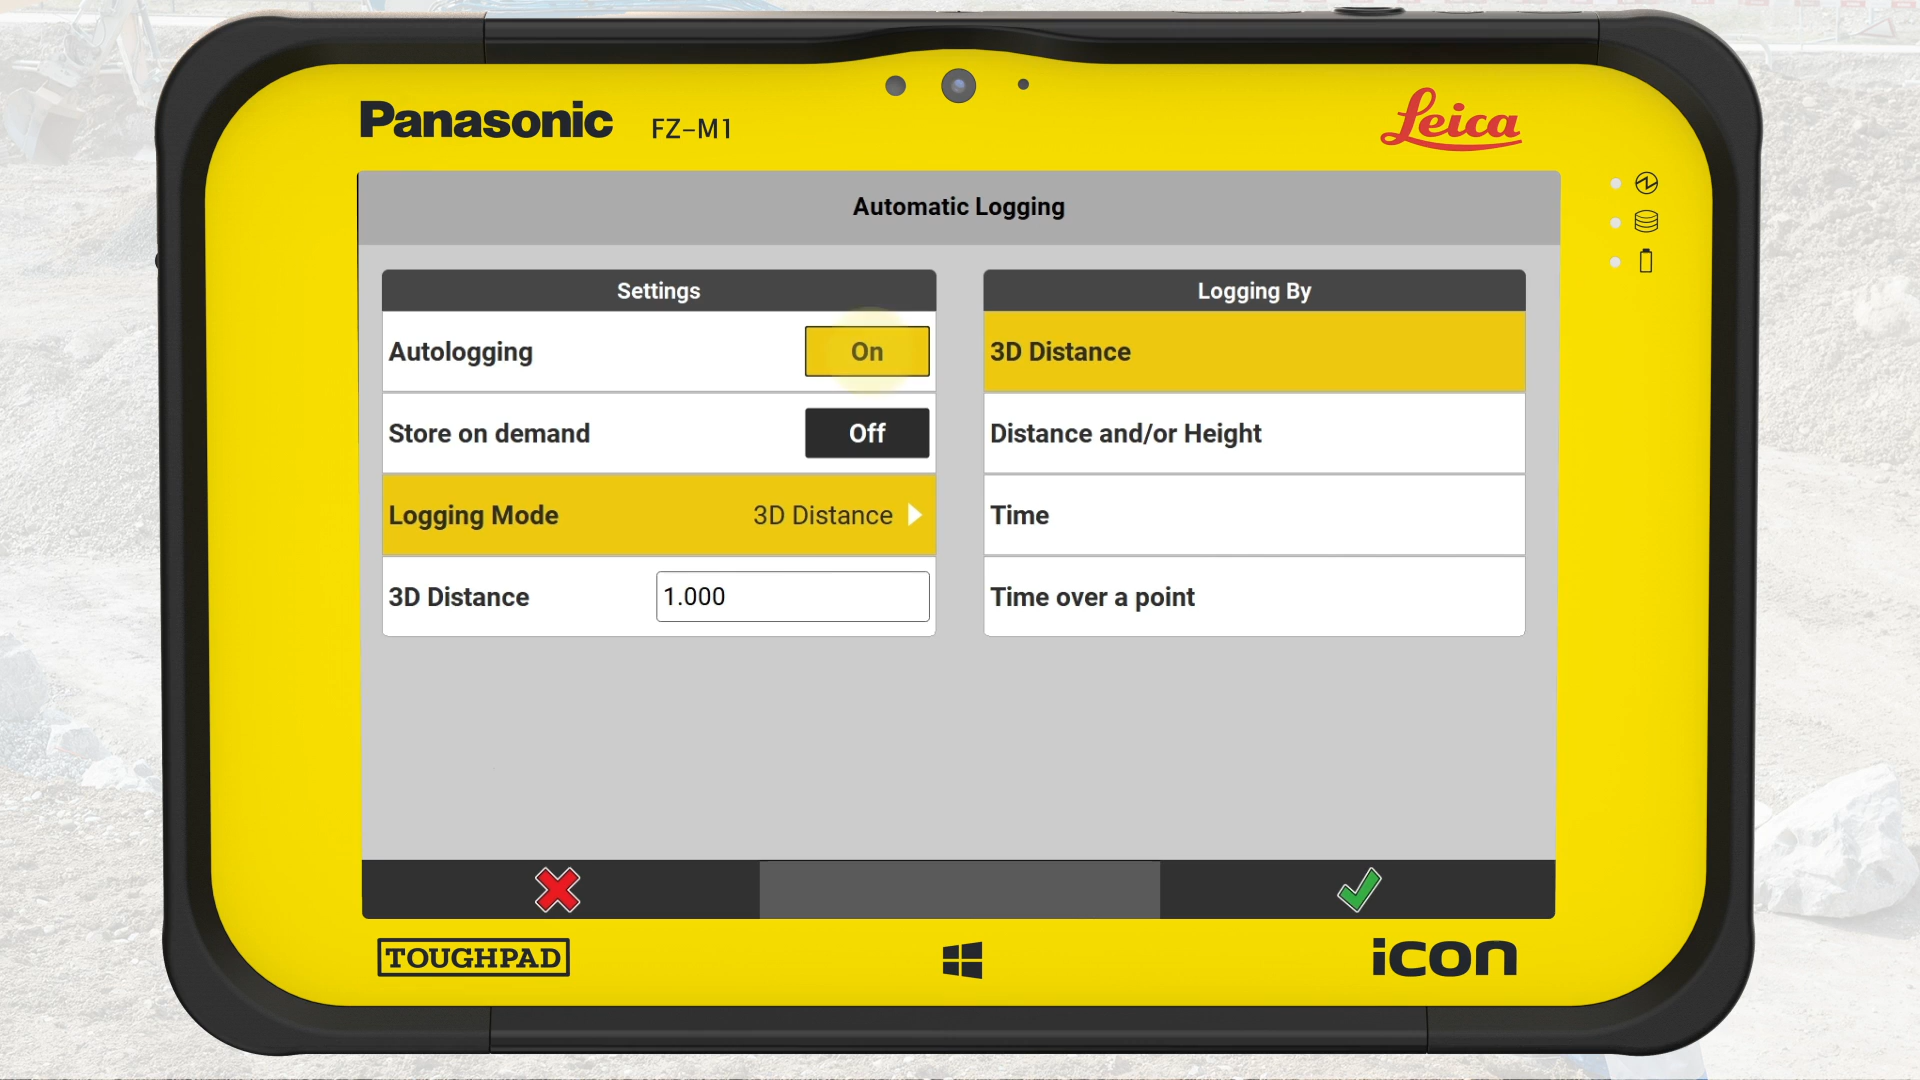 Panasonic FZ-M1 Leica
Automatic Logging
Settings
Autologging On
Store on demand Off
Logging Mode 3D Distance
3D Distance 1.000
Logging By
3D Distance
Distance and/or Height
Time
Time over a point
TOUGHPAD icon